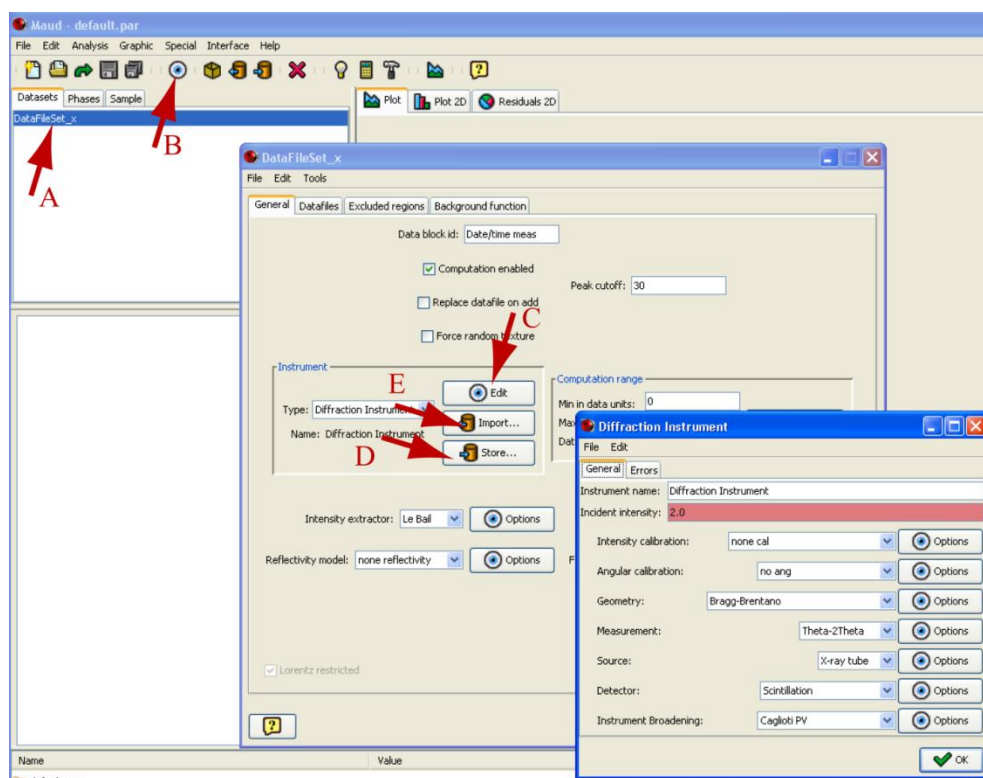 Maud - default.par
File Edit Analysis Graphic Special Interface Help
Datasets Phases Sample
Plot Plot 2D Residuals 2D
DataFileSet_x
A
B
DataFileSet_x
File Edit Tools
General Datafiles Excluded regions Background function
Data block id: Date/time meas
Computation enabled
Peak cutoff: 30
Replace datafile on add
C
Force random texture
Instrument
E
Edit
Type: Diffraction Instrument
Import...
Name: Diffraction Instrument
D
Store...
Computation range
Min in data units: 0
Intensity extractor: Le Bail Options
Reflectivity model: none reflectivity Options F
Lorentz restricted
?
Diffraction Instrument
File Edit
General Errors
Instrument name: Diffraction Instrument
Incident intensity: 2.0
Intensity calibration: none cal Options
Angular calibration: no ang Options
Geometry: Bragg-Brentano Options
Measurement: Theta-2Theta Options
Source: X-ray tube Options
Detector: Scintillation Options
Instrument Broadening: Caglioti PV Options
OK
Name Value